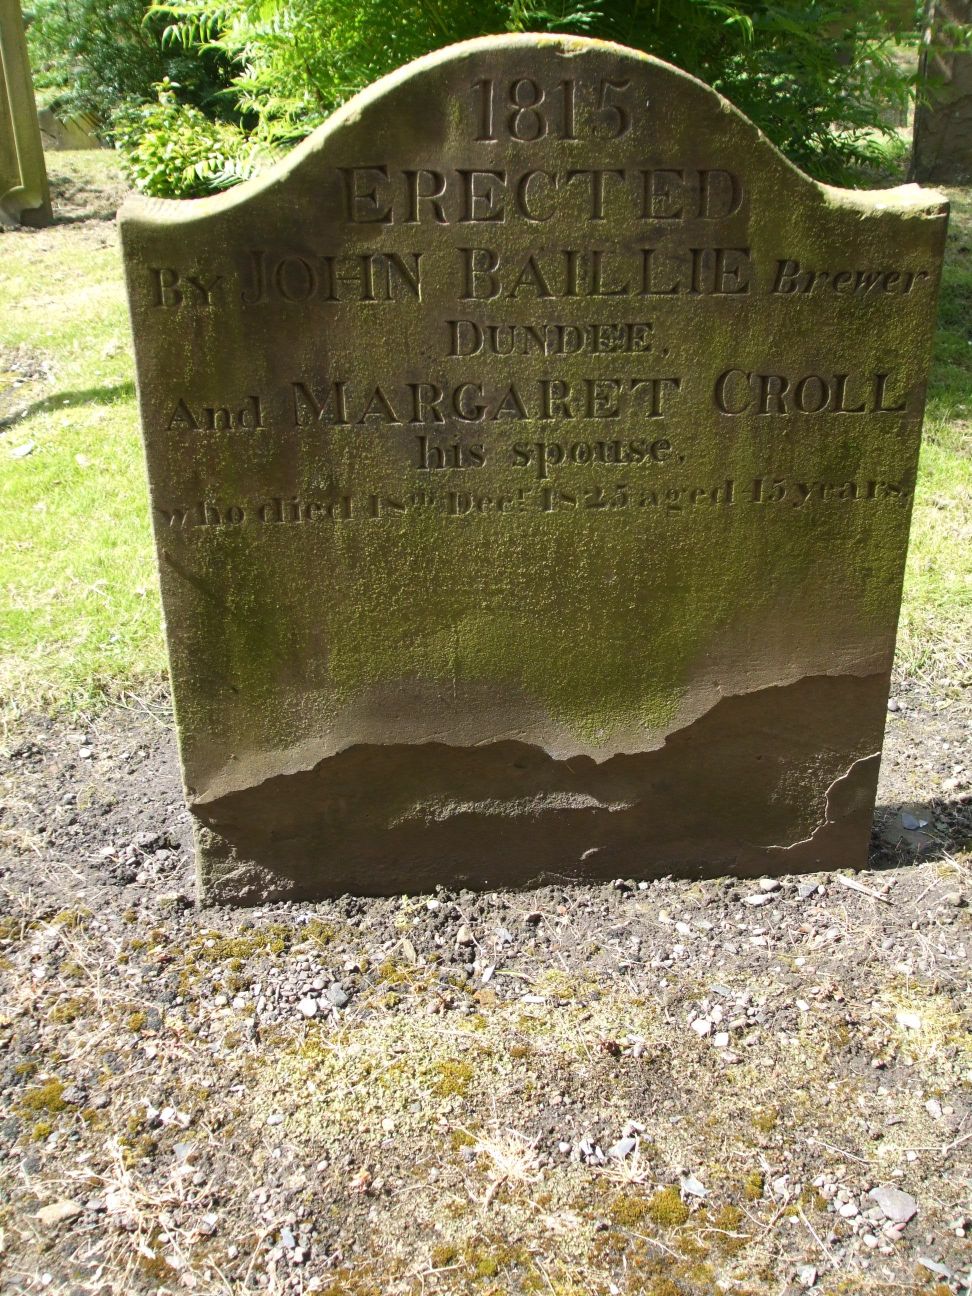 1815
ERECTED
BY JOHN BAILLIE Brewer
DUNDEE,
And MARGARET CROLL
his spouse,
who died 18th Decr 1825 aged 45 years.